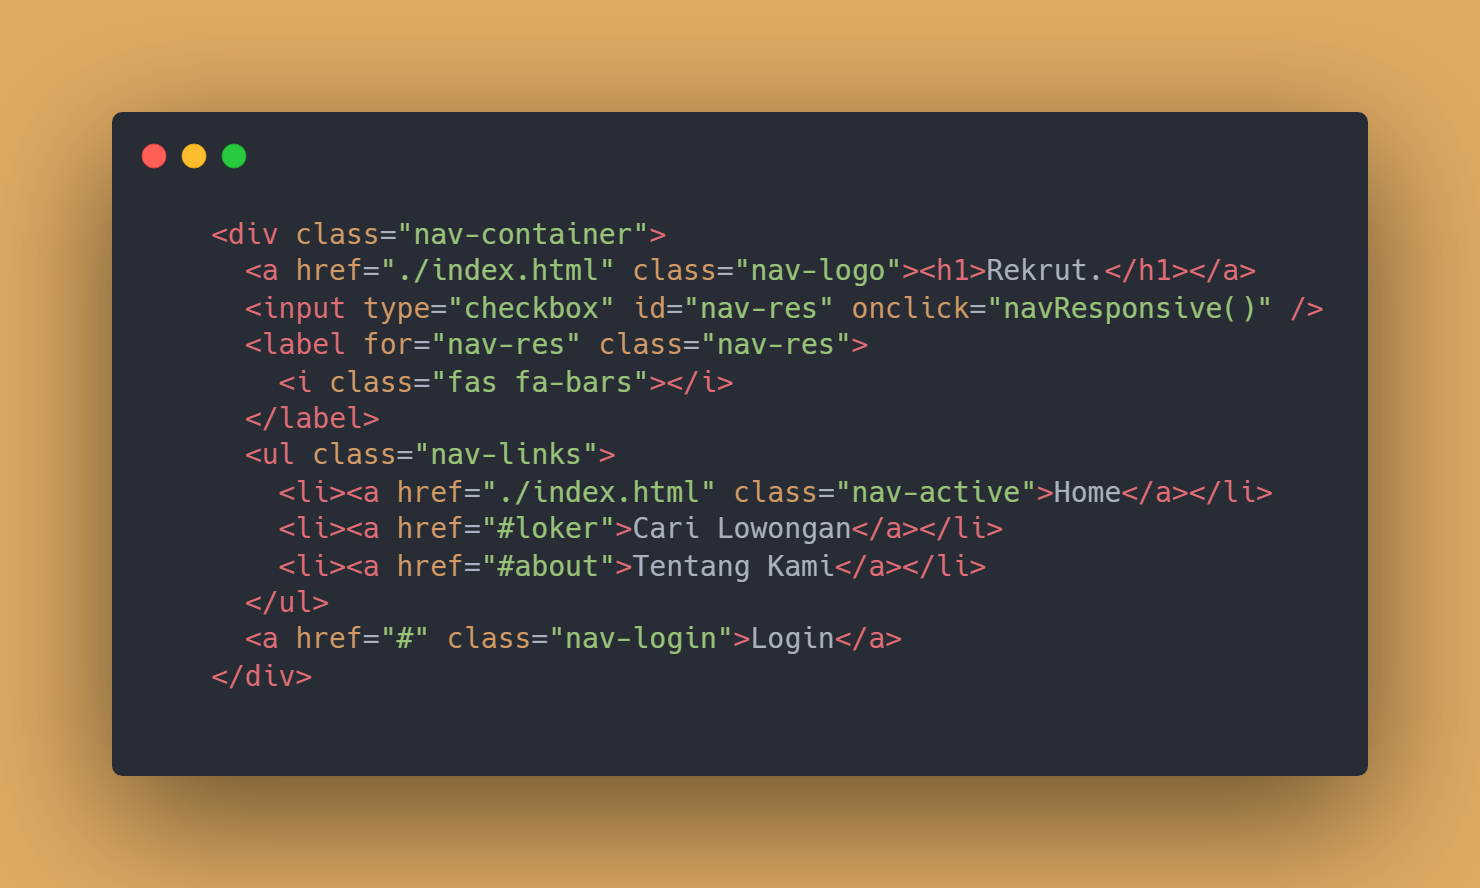 <div class="nav-container">
<a href="./index.html" class="nav-logo"><h1>Rekrut.</h1></a>
<input type="checkbox" id="nav-res" onclick="navResponsive()" />
<label for="nav-res" class="nav-res">
<i class="fas fa-bars"></i>
</label>
<ul class="nav-links">
<li><a href="./index.html" class="nav-active">Home</a></li>
<li><a href="#loker">Cari Lowongan</a></li>
<li><a href="#about">Tentang Kami</a></li>
</ul>
<a href="#" class="nav-login">Login</a>
</div>